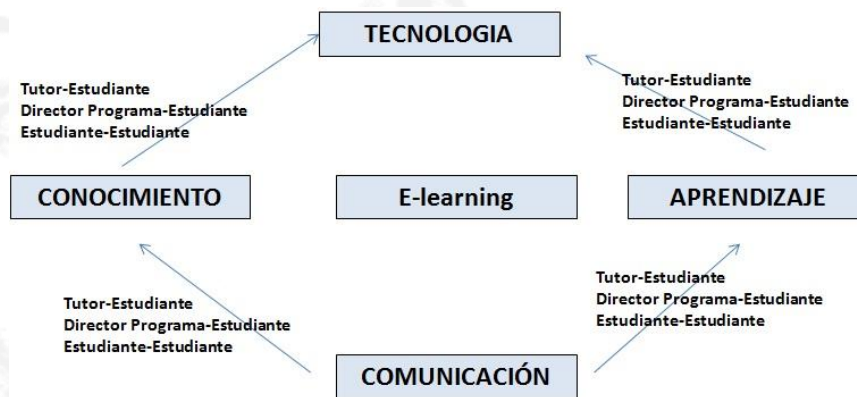 TECNOLOGIA
Tutor-Estudiante
Director Programa-Estudiante
Estudiante-Estudiante
Tutor-Estudiante
Director Programa-Estudiante
Estudiante-Estudiante
CONOCIMIENTO
E-learning
APRENDIZAJE
Tutor-Estudiante
Director Programa-Estudiante
Estudiante-Estudiante
Tutor-Estudiante
Director Programa-Estudiante
Estudiante-Estudiante
COMUNICACIÓN